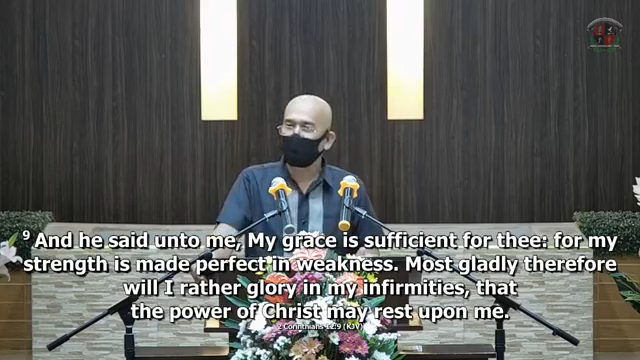 9 And he said unto me, My grace is sufficient for thee: for my
strength is made perfect in weakness. Most gladly therefore
will I rather glory in my infirmities, that
the power of Christ may rest upon me.
2 Corinthians 12:9 (KJV)